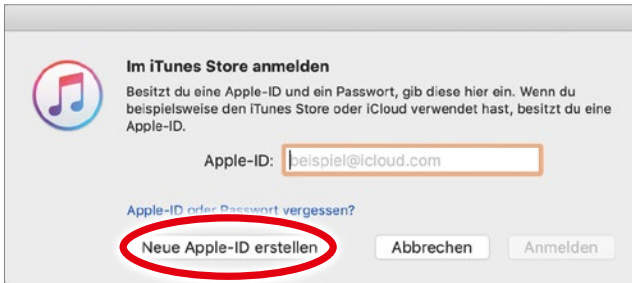 Im iTunes Store anmelden
Besitzt du eine Apple-ID und ein Passwort, gib diese hier ein. Wenn du
beispielsweise den iTunes Store oder iCloud verwendet hast, besitzt du eine
Apple-ID.
Apple-ID: beispiel@icloud.com
Apple-ID oder Passwort vergessen?
Neue Apple-ID erstellen Abbrechen Anmelden